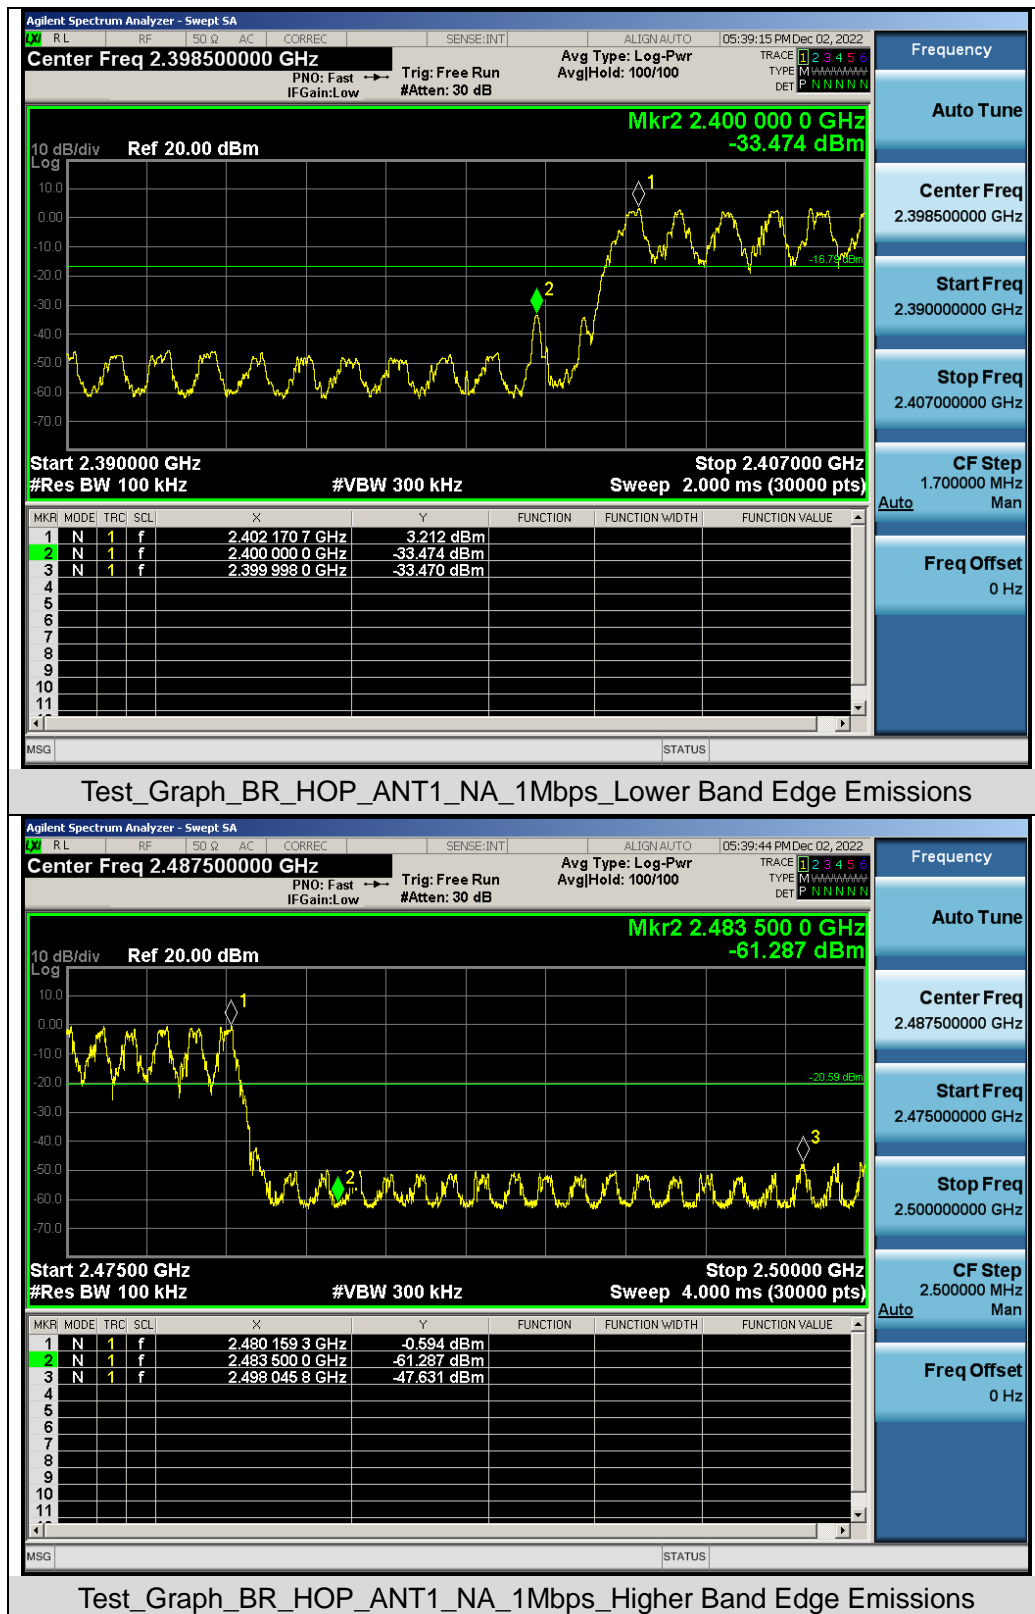 Agilent Spectrum Analyzer - Swept SA
LXI RL RF 50 Ω AC CORREC SENSE:INT ALIGN AUTO 05:39:15 PM Dec 02, 2022
Center Freq 2.398500000 GHz
PNO: Fast
IFGain:Low
Trig: Free Run
#Atten: 30 dB
Avg Type: Log-Pwr
Avg|Hold: 100/100
TRACE 1 2 3 4 5 6
TYPE M
DET P N N N N N
Mkr2 2.400 000 0 GHz
-33.474 dBm
10 dB/div Ref 20.00 dBm
Log
10.0
0.00
-10.0
-20.0
-30.0
-40.0
-50.0
-60.0
-70.0
1
2
-16.79 dBm
Start 2.390000 GHz Stop 2.407000 GHz
#Res BW 100 kHz #VBW 300 kHz Sweep 2.000 ms (30000 pts)
MKR MODE TRC SCL X Y FUNCTION FUNCTION WIDTH FUNCTION VALUE
1 N 1 f 2.402 170 7 GHz 3.212 dBm
2 N 1 f 2.400 000 0 GHz -33.474 dBm
3 N 1 f 2.399 998 0 GHz -33.470 dBm
4
5
6
7
8
9
10
11
MSG STATUS
Frequency
Auto Tune
Center Freq
2.398500000 GHz
Start Freq
2.390000000 GHz
Stop Freq
2.407000000 GHz
CF Step
1.700000 MHz
Auto Man
Freq Offset
0 Hz
Test_Graph_BR_HOP_ANT1_NA_1Mbps_Lower Band Edge Emissions
Agilent Spectrum Analyzer - Swept SA
LXI RL RF 50 Ω AC CORREC SENSE:INT ALIGN AUTO 05:39:44 PM Dec 02, 2022
Center Freq 2.487500000 GHz
PNO: Fast
IFGain:Low
Trig: Free Run
#Atten: 30 dB
Avg Type: Log-Pwr
Avg|Hold: 100/100
TRACE 1 2 3 4 5 6
TYPE M
DET P N N N N N
Mkr2 2.483 500 0 GHz
-61.287 dBm
10 dB/div Ref 20.00 dBm
Log
10.0
0.00
-10.0
-20.0
-30.0
-40.0
-50.0
-60.0
-70.0
1
2
3
-20.59 dBm
Start 2.47500 GHz Stop 2.50000 GHz
#Res BW 100 kHz #VBW 300 kHz Sweep 4.000 ms (30000 pts)
MKR MODE TRC SCL X Y FUNCTION FUNCTION WIDTH FUNCTION VALUE
1 N 1 f 2.480 159 3 GHz -0.594 dBm
2 N 1 f 2.483 500 0 GHz -61.287 dBm
3 N 1 f 2.498 045 8 GHz -47.631 dBm
4
5
6
7
8
9
10
11
MSG STATUS
Frequency
Auto Tune
Center Freq
2.487500000 GHz
Start Freq
2.475000000 GHz
Stop Freq
2.500000000 GHz
CF Step
2.500000 MHz
Auto Man
Freq Offset
0 Hz
Test_Graph_BR_HOP_ANT1_NA_1Mbps_Higher Band Edge Emissions